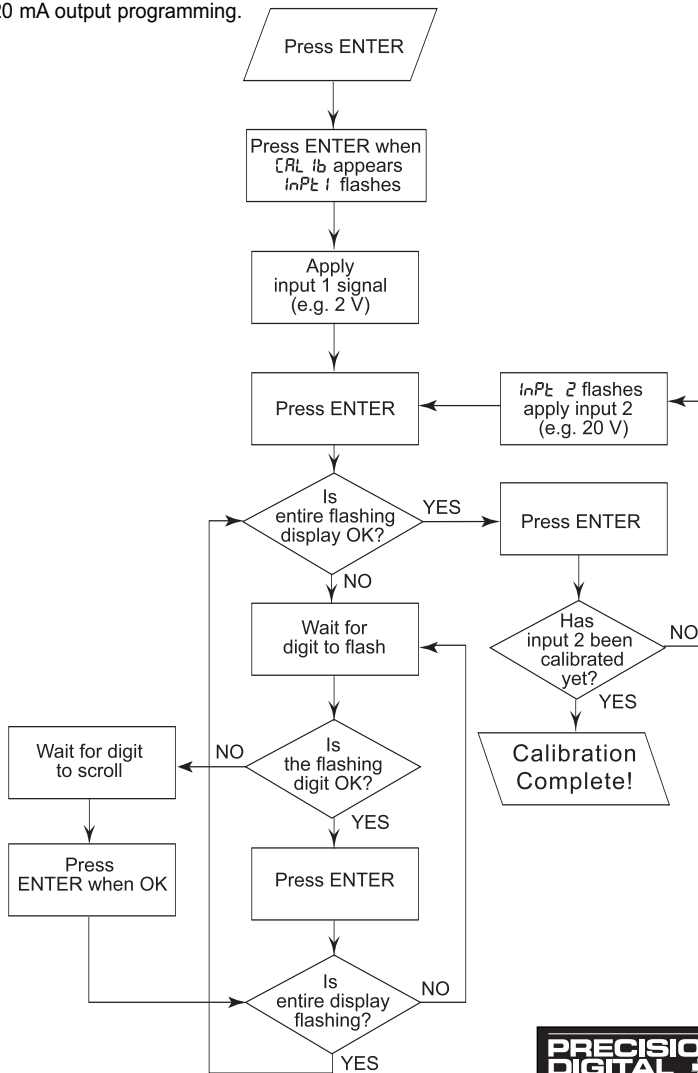 20 mA output programming.
Press ENTER
Press ENTER when
CAL Ib appears
InPt 1 flashes
Apply
input 1 signal
(e.g. 2 V)
Press ENTER
InPt 2 flashes
apply input 2
(e.g. 20 V)
Is
entire flashing
display OK?
YES
NO
Press ENTER
Wait for
digit to flash
Has
input 2 been
calibrated
yet?
NO
YES
Is
the flashing
digit OK?
NO
YES
Wait for digit
to scroll
Calibration
Complete!
Press
ENTER when OK
Press ENTER
Is
entire display
flashing?
NO
YES
DIGITAL